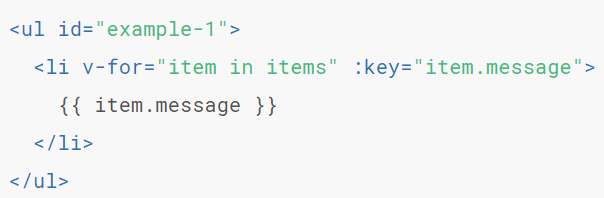 <ul id="example-1">
  <li v-for="item in items" :key="item.message">
    {{ item.message }}
  </li>
</ul>